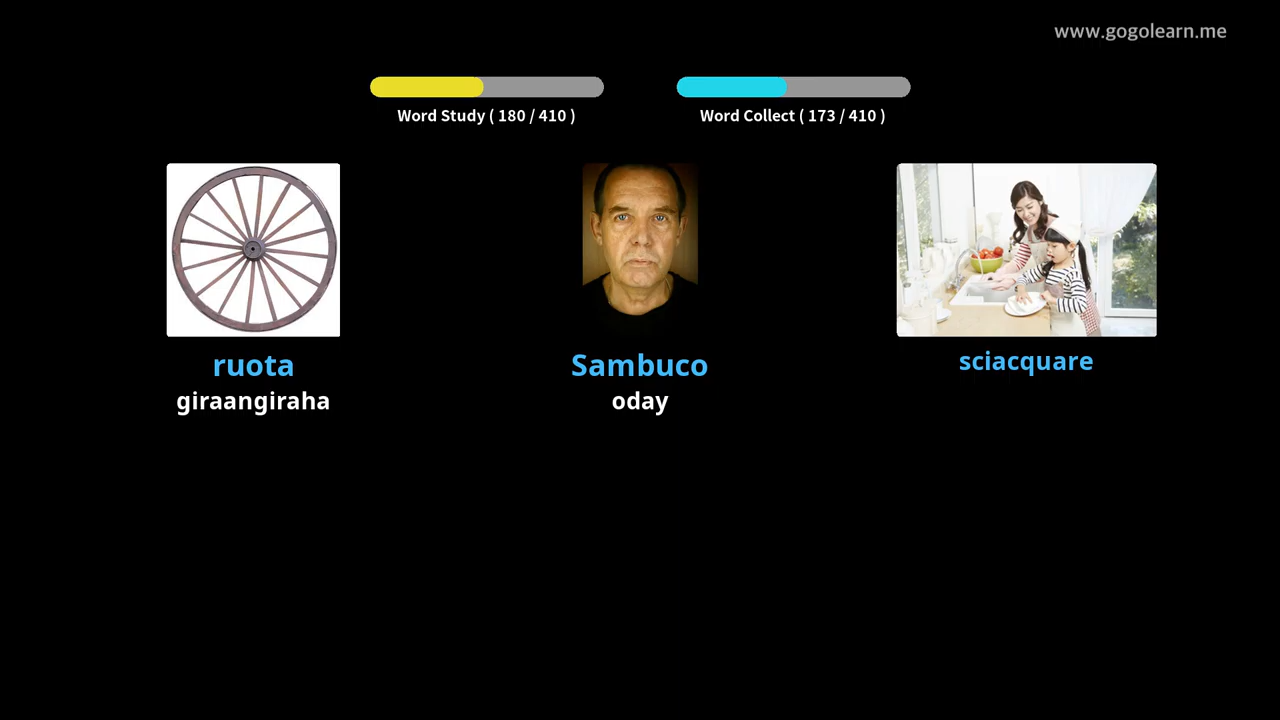 www.gogolearn.me
Word Study ( 180 / 410 )
Word Collect ( 173 / 410 )
ruota
giraangiraha
Sambuco
oday
sciacquare